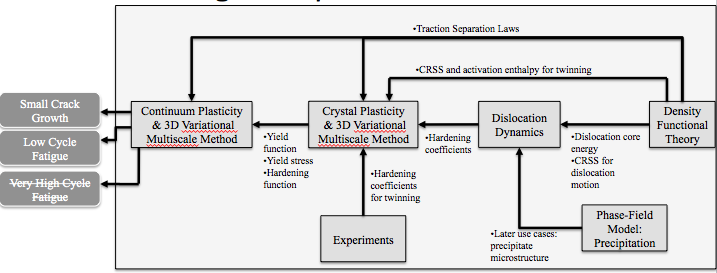 •Traction Separation Laws
•CRSS and activation enthalpy for twinning
Small Crack
Growth
Low Cycle
Fatigue
Very High Cycle
Fatigue
Continuum Plasticity
& 3D Variational
Multiscale Method
•Yield
function
•Yield stress
•Hardening
function
Crystal Plasticity
& 3D Variational
Multiscale Method
•Hardening
coefficients
Dislocation
Dynamics
•Dislocation core
energy
•CRSS for
dislocation
motion
Density
Functional
Theory
•Hardening
coefficients
for twinning
Experiments
•Later use cases:
precipitate
microstructure
Phase-Field
Model:
Precipitation